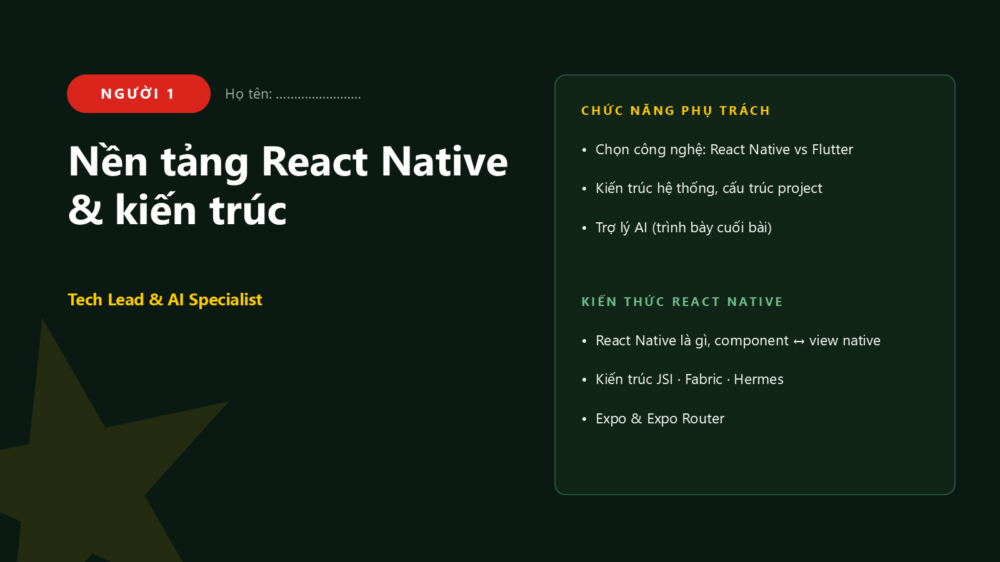 NGƯỜI 1
Họ tên: .......................
Nền tảng React Native
& kiến trúc
Tech Lead & AI Specialist
CHỨC NĂNG PHỤ TRÁCH
• Chọn công nghệ: React Native vs Flutter
• Kiến trúc hệ thống, cấu trúc project
• Trợ lý AI (trình bày cuối bài)
KIẾN THỨC REACT NATIVE
• React Native là gì, component ↔ view native
• Kiến trúc JSI · Fabric · Hermes
• Expo & Expo Router